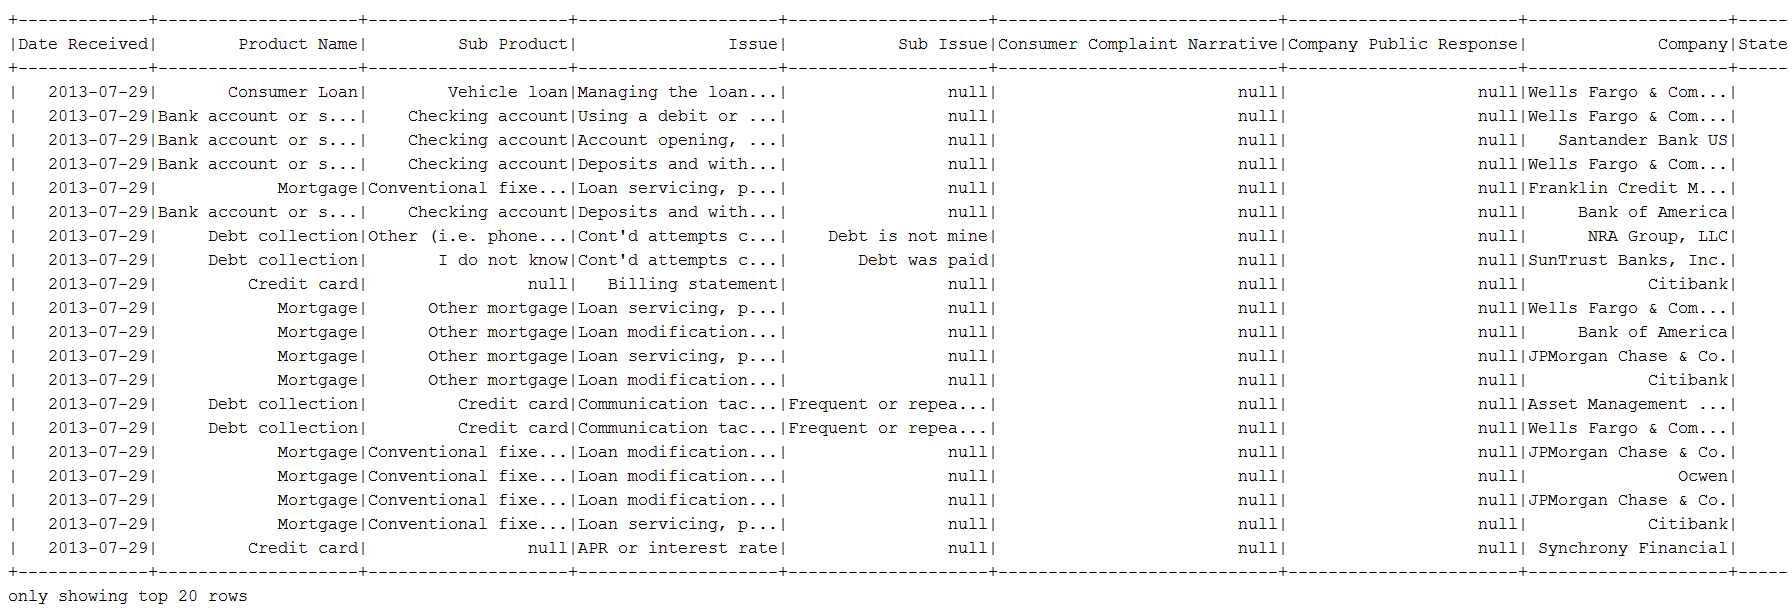 +-------------+--------------------+--------------------+--------------------+--------------------+----------------------------+-----------------------+--------------------+-----
|Date Received|        Product Name|         Sub Product|               Issue|           Sub Issue|Consumer Complaint Narrative|Company Public Response|             Company|State
+-------------+--------------------+--------------------+--------------------+--------------------+----------------------------+-----------------------+--------------------+-----
|   2013-07-29|       Consumer Loan|        Vehicle loan|Managing the loan...|                null|                        null|                   null|Wells Fargo & Com...|
|   2013-07-29|Bank account or s...|    Checking account|Using a debit or ...|                null|                        null|                   null|Wells Fargo & Com...|
|   2013-07-29|Bank account or s...|    Checking account|Account opening, ...|                null|                        null|                   null|   Santander Bank US|
|   2013-07-29|Bank account or s...|    Checking account|Deposits and with...|                null|                        null|                   null|Wells Fargo & Com...|
|   2013-07-29|            Mortgage|Conventional fixe...|Loan servicing, p...|                null|                        null|                   null|Franklin Credit M...|
|   2013-07-29|Bank account or s...|    Checking account|Deposits and with...|                null|                        null|                   null|     Bank of America|
|   2013-07-29|     Debt collection|Other (i.e. phone...|Cont'd attempts c...|    Debt is not mine|                        null|                   null|      NRA Group, LLC|
|   2013-07-29|     Debt collection|       I do not know|Cont'd attempts c...|       Debt was paid|                        null|                   null|SunTrust Banks, Inc.|
|   2013-07-29|         Credit card|                null|   Billing statement|                null|                        null|                   null|            Citibank|
|   2013-07-29|            Mortgage|      Other mortgage|Loan servicing, p...|                null|                        null|                   null|Wells Fargo & Com...|
|   2013-07-29|            Mortgage|      Other mortgage|Loan modification...|                null|                        null|                   null|     Bank of America|
|   2013-07-29|            Mortgage|      Other mortgage|Loan servicing, p...|                null|                        null|                   null|JPMorgan Chase & Co.|
|   2013-07-29|            Mortgage|      Other mortgage|Loan modification...|                null|                        null|                   null|            Citibank|
|   2013-07-29|     Debt collection|         Credit card|Communication tac...|Frequent or repea...|                        null|                   null|Asset Management ...|
|   2013-07-29|     Debt collection|         Credit card|Communication tac...|Frequent or repea...|                        null|                   null|Wells Fargo & Com...|
|   2013-07-29|            Mortgage|Conventional fixe...|Loan modification...|                null|                        null|                   null|JPMorgan Chase & Co.|
|   2013-07-29|            Mortgage|Conventional fixe...|Loan modification...|                null|                        null|                   null|               Ocwen|
|   2013-07-29|            Mortgage|Conventional fixe...|Loan modification...|                null|                        null|                   null|JPMorgan Chase & Co.|
|   2013-07-29|            Mortgage|Conventional fixe...|Loan servicing, p...|                null|                        null|                   null|            Citibank|
|   2013-07-29|         Credit card|                null|APR or interest rate|                null|                        null|                   null| Synchrony Financial|
+-------------+--------------------+--------------------+--------------------+--------------------+----------------------------+-----------------------+--------------------+-----
only showing top 20 rows